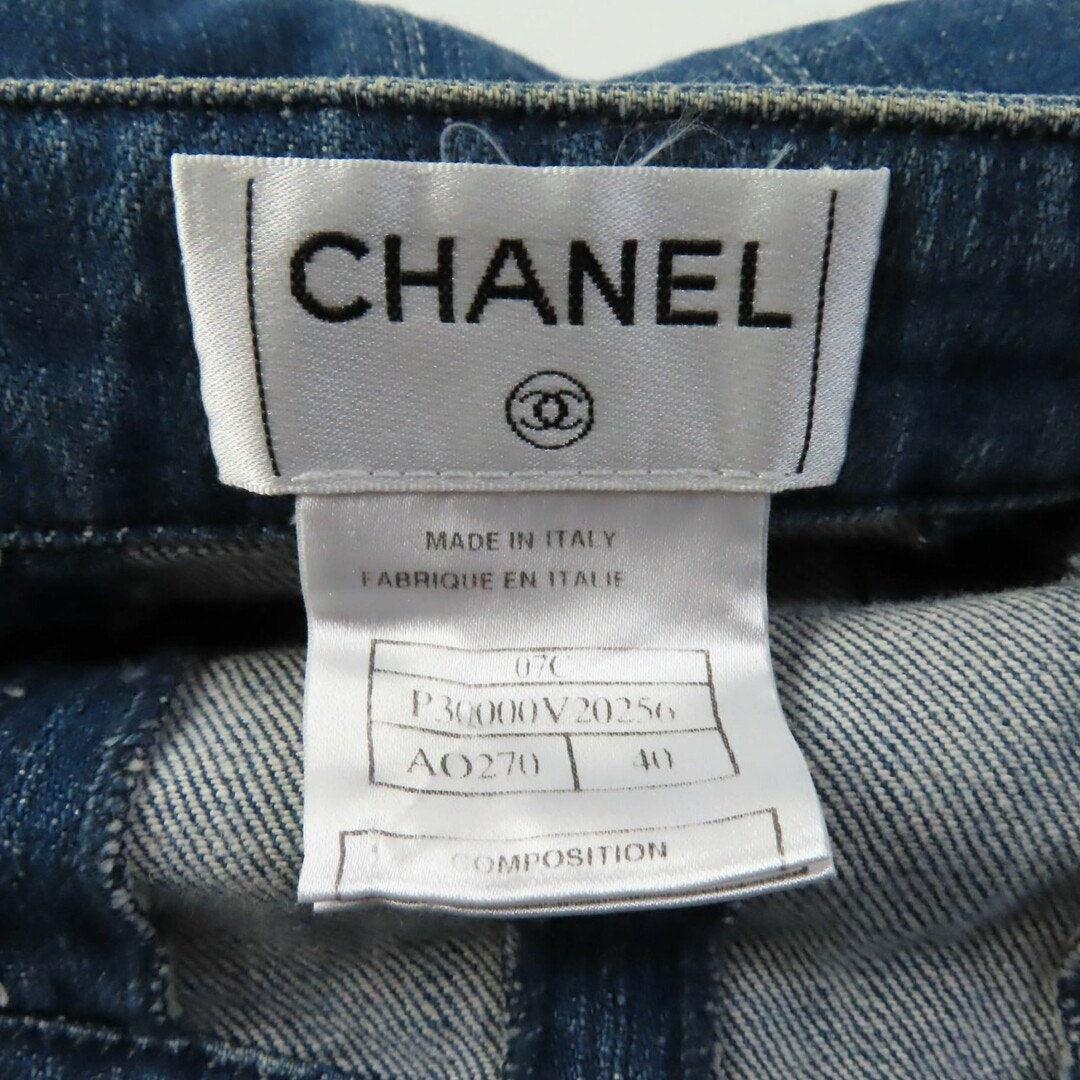 CHANEL
MADE IN ITALY
FABRIQUE EN ITALIE
07C
P30000V20256
AO270 40
COMPOSITION